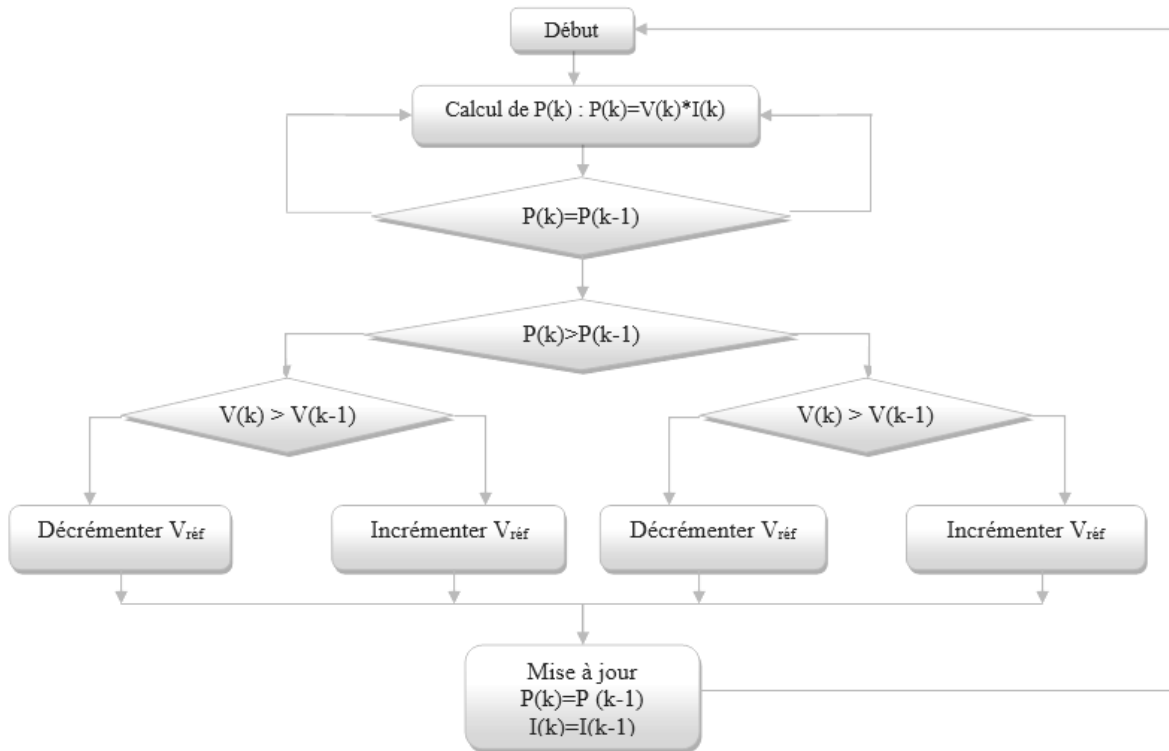 Début
Calcul de P(k) : P(k)=V(k)*I(k)
P(k)=P(k-1)
P(k)>P(k-1)
V(k) > V(k-1)
V(k) > V(k-1)
Décrémenter Vréf
Incrémenter Vréf
Décrémenter Vréf
Incrémenter Vréf
Mise à jour
P(k)=P (k-1)
I(k)=I(k-1)